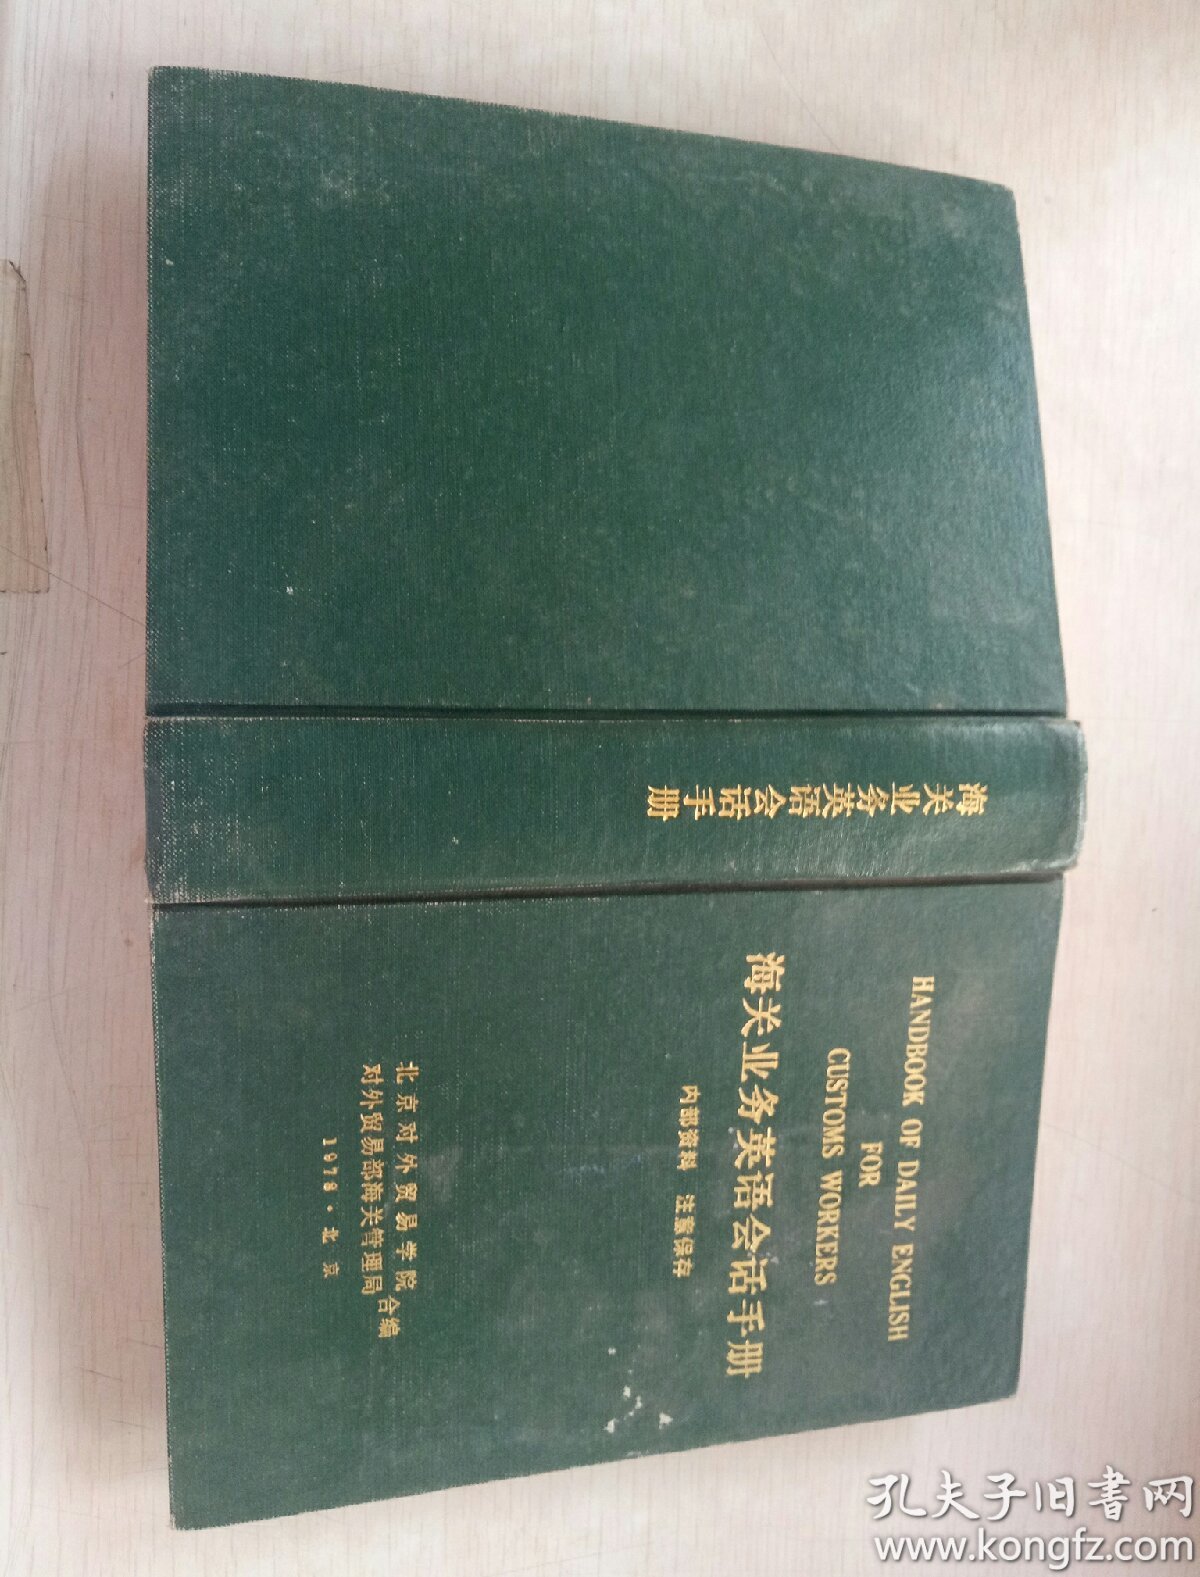 HANDBOOK OF DAILY ENGLISH
FOR
CUSTOMS WORKERS
海关业务英语会话手册
内部资料 注意保存
北京对外贸易学院
对外贸易部海关管理局
合编
1978·北京
海关业务英语会话手册
孔夫子旧书网
www.kongfz.com